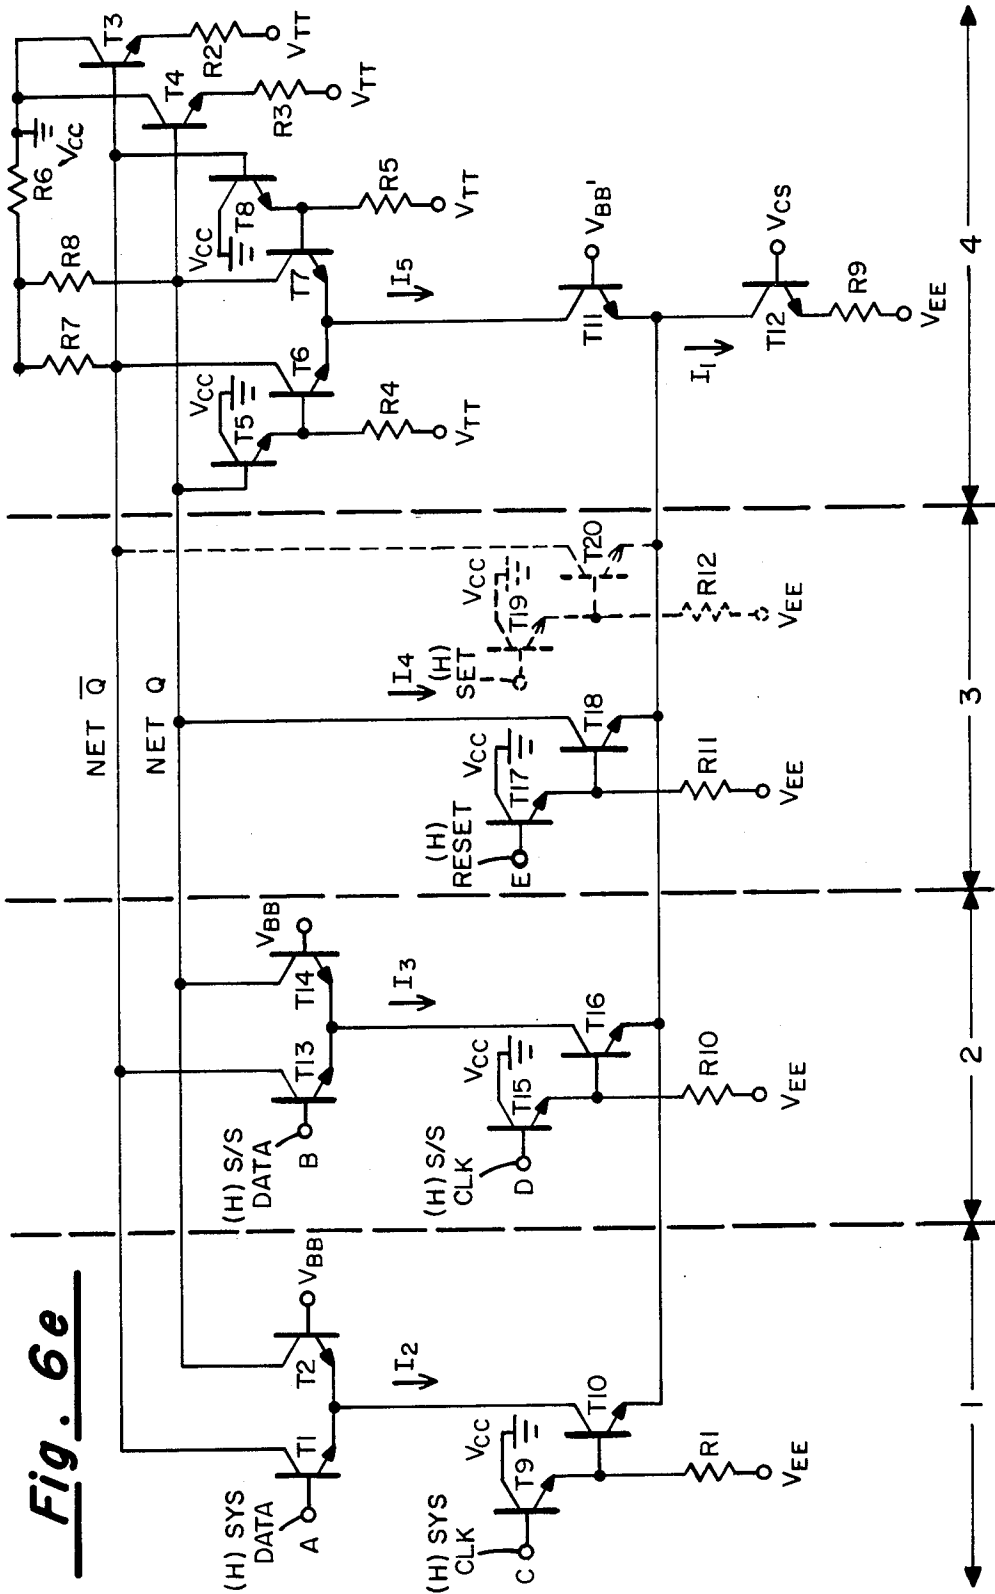 Fig. 6e
NET Q̅
NET Q
R7
R8
R6
VCC
T3
R2
VTT
T4
R3
VTT
VCC
T5
R4
VTT
T6
T7
VCC
T8
R5
VTT
I5
T11
VBB'
I1
T12
VCS
R9
VEE
(H) SYS
DATA
A
T1
T2
VBB
I2
(H) SYS
CLK
C
VCC
T9
T10
R1
VEE
(H) S/S
DATA
B
T13
T14
VBB
I3
(H) S/S
CLK
D
VCC
T15
T16
R10
VEE
(H)
RESET
E
VCC
T17
T18
I4
R11
VEE
(H)
SET
VCC
T19
T20
R12
VEE
1
2
3
4